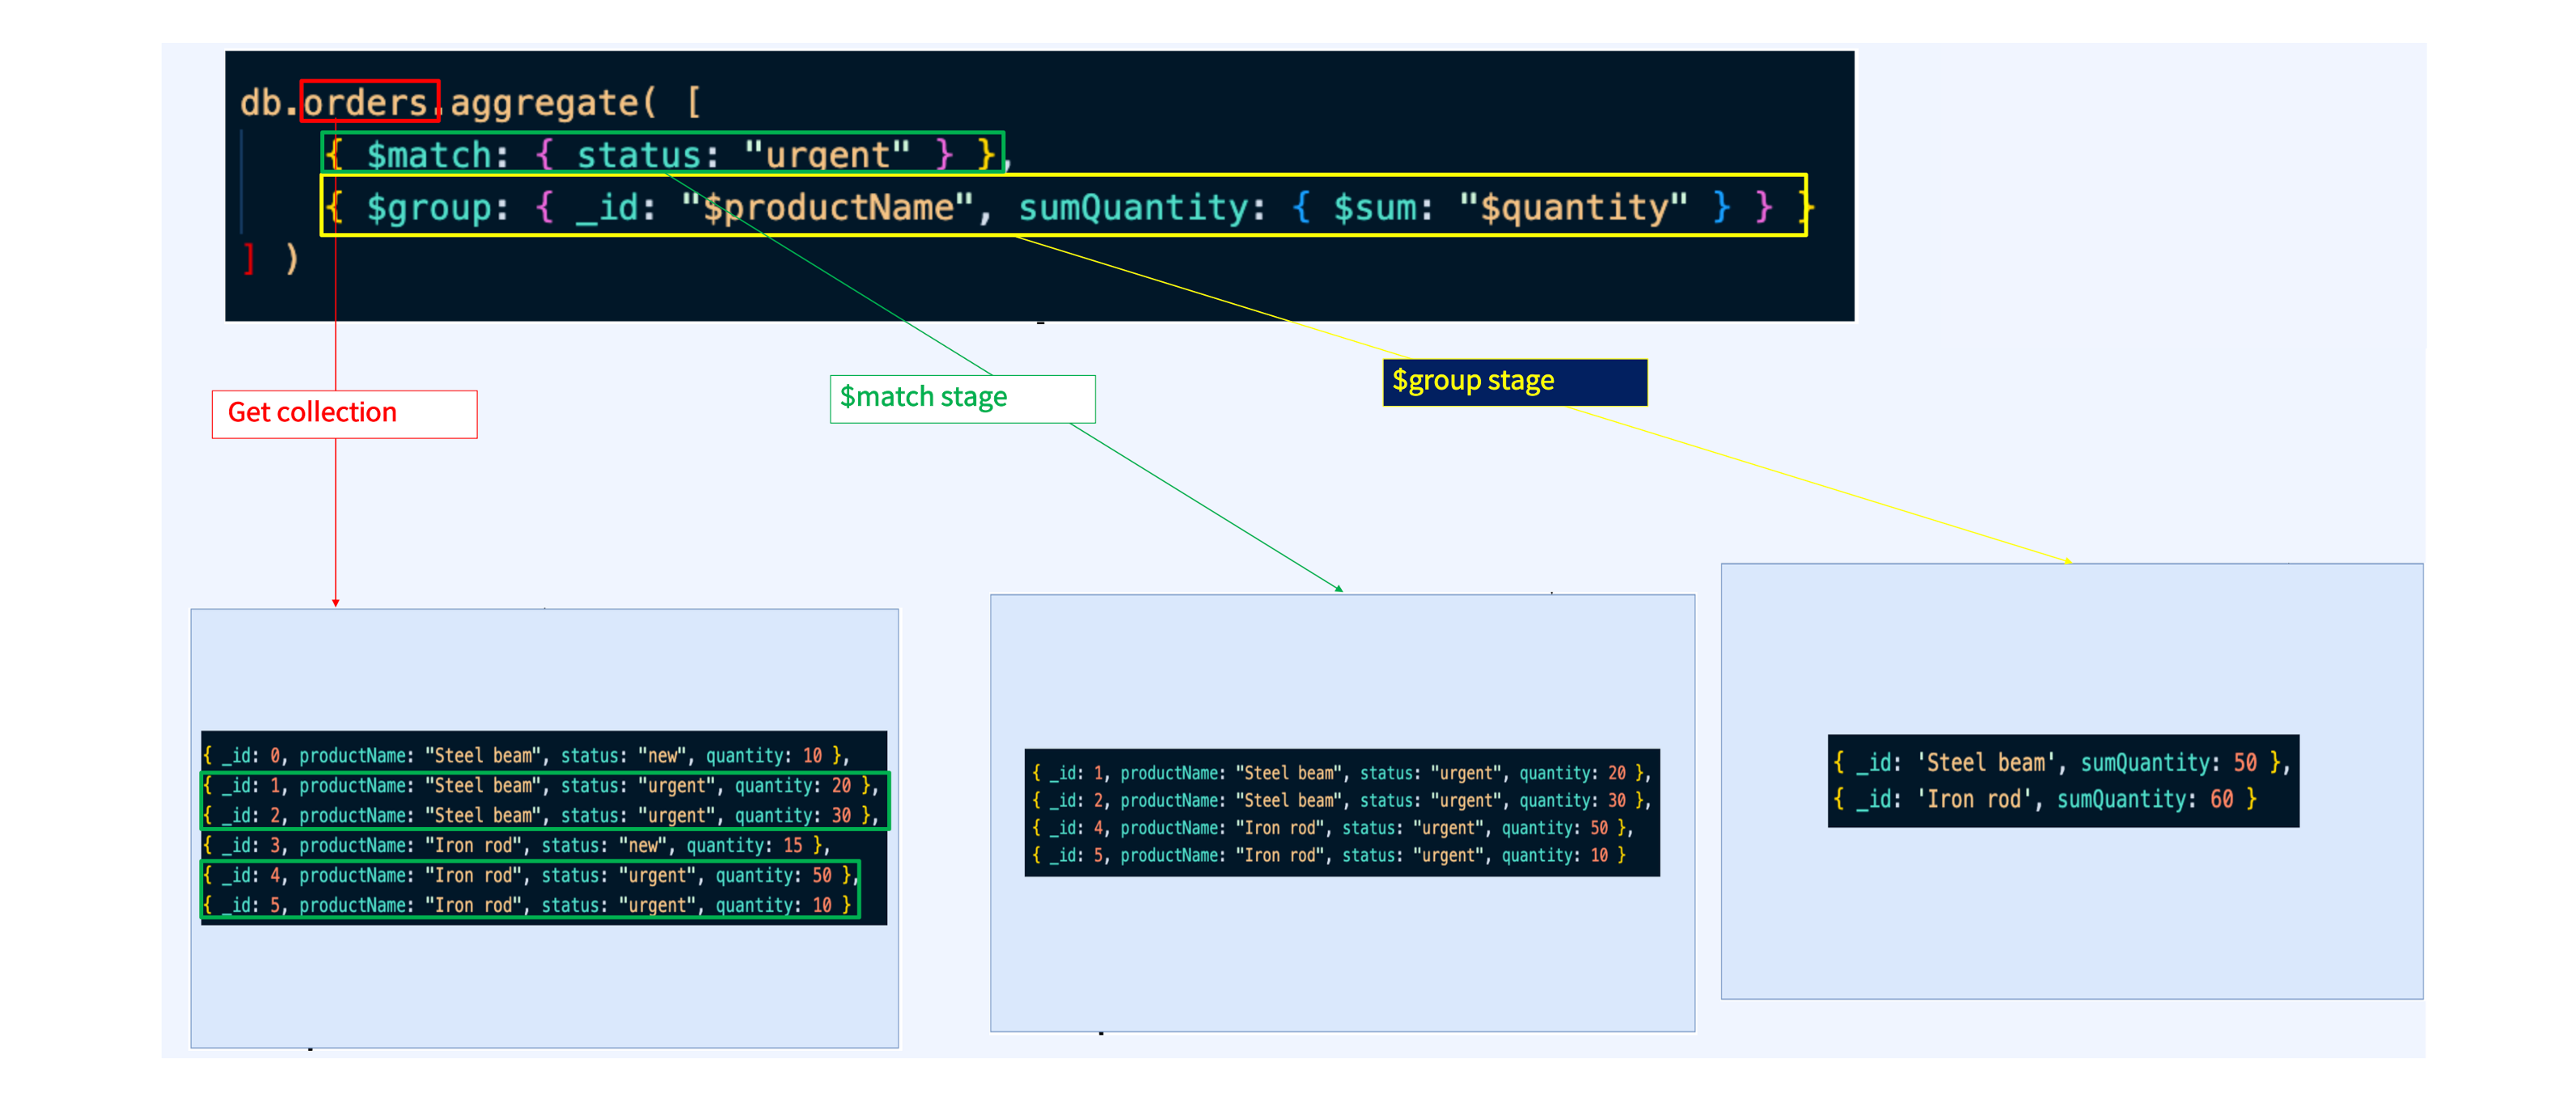 db.orders.aggregate( [
{ $match: { status: "urgent" } },
{ $group: { _id: "$productName", sumQuantity: { $sum: "$quantity" } } }
] )
Get collection
$match stage
$group stage
{ _id: 0, productName: "Steel beam", status: "new", quantity: 10 },
{ _id: 1, productName: "Steel beam", status: "urgent", quantity: 20 },
{ _id: 2, productName: "Steel beam", status: "urgent", quantity: 30 },
{ _id: 3, productName: "Iron rod", status: "new", quantity: 15 },
{ _id: 4, productName: "Iron rod", status: "urgent", quantity: 50 },
{ _id: 5, productName: "Iron rod", status: "urgent", quantity: 10 }
{ _id: 1, productName: "Steel beam", status: "urgent", quantity: 20 },
{ _id: 2, productName: "Steel beam", status: "urgent", quantity: 30 },
{ _id: 4, productName: "Iron rod", status: "urgent", quantity: 50 },
{ _id: 5, productName: "Iron rod", status: "urgent", quantity: 10 }
{ _id: 'Steel beam', sumQuantity: 50 },
{ _id: 'Iron rod', sumQuantity: 60 }